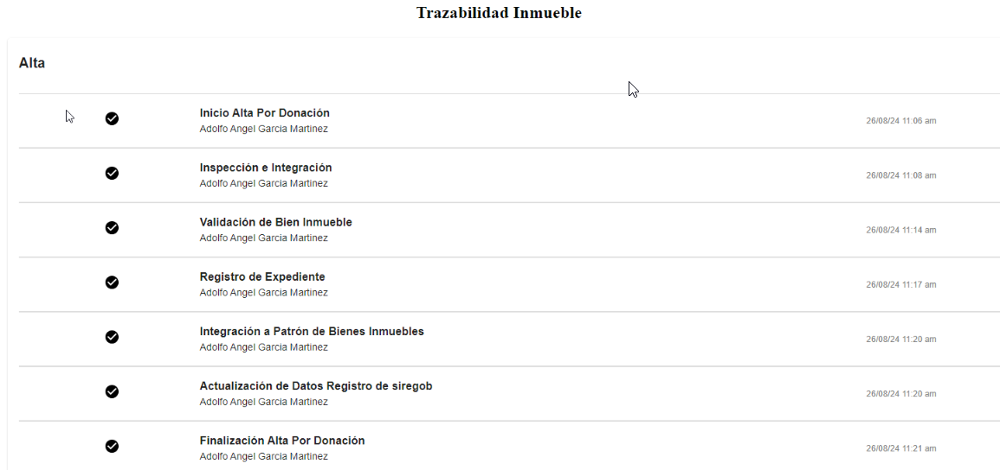 Trazabilidad Inmueble
Alta
Inicio Alta Por Donación
Adolfo Angel Garcia Martinez
26/08/24 11:06 am
Inspección e Integración
Adolfo Angel Garcia Martinez
26/08/24 11:08 am
Validación de Bien Inmueble
Adolfo Angel Garcia Martinez
26/08/24 11:14 am
Registro de Expediente
Adolfo Angel Garcia Martinez
26/08/24 11:17 am
Integración a Patrón de Bienes Inmuebles
Adolfo Angel Garcia Martinez
26/08/24 11:20 am
Actualización de Datos Registro de siregob
Adolfo Angel Garcia Martinez
26/08/24 11:20 am
Finalización Alta Por Donación
Adolfo Angel Garcia Martinez
26/08/24 11:21 am